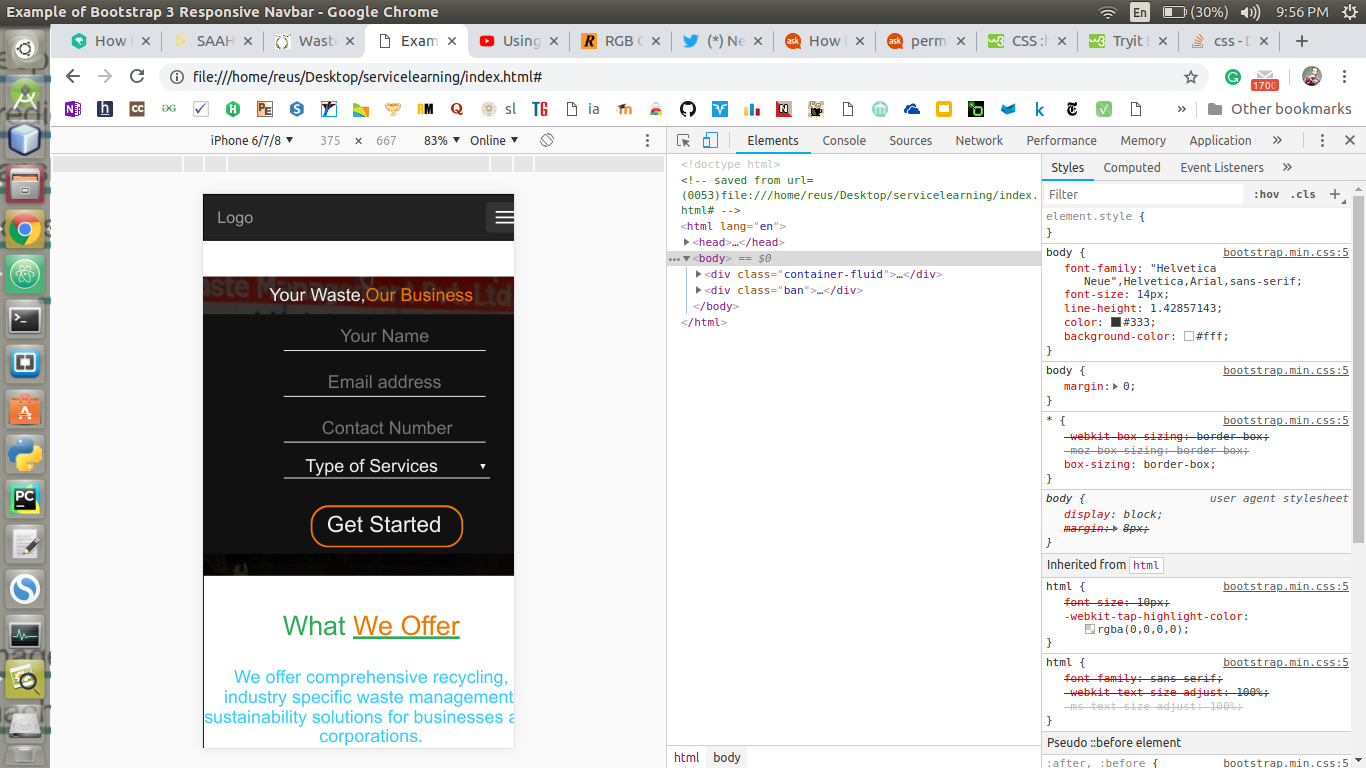 Example of Bootstrap 3 Responsive Navbar - Google Chrome
En (30%) 9:56 PM
How
SAAH
Wast
Exam
Using
RGB
(*) Ne
How
perm
CSS :h
Tryit
css -
file:///home/reus/Desktop/servicelearning/index.html#
1700
sl
ia
» Other bookmarks
iPhone 6/7/8 ▼ 375 × 667 83% ▼ Online ▼
Elements Console Sources Network Performance Memory Application »
Logo
Your Waste,Our Business
Your Name
Email address
Contact Number
Type of Services
Get Started
What We Offer
We offer comprehensive recycling,
industry specific waste management
sustainability solutions for businesses a
corporations.
<!doctype html>
<!-- saved from url=
(0053)file:///home/reus/Desktop/servicelearning/index.
html# -->
<html lang="en">
<head>…</head>
<body> == $0
<div class="container-fluid">…</div>
<div class="ban">…</div>
</body>
</html>
html body
Styles Computed Event Listeners »
Filter :hov .cls +
element.style {
}
body { bootstrap.min.css:5
font-family: "Helvetica
Neue",Helvetica,Arial,sans-serif;
font-size: 14px;
line-height: 1.42857143;
color: #333;
background-color: #fff;
}
body { bootstrap.min.css:5
margin: 0;
}
* { bootstrap.min.css:5
-webkit-box-sizing: border-box;
-moz-box-sizing: border-box;
box-sizing: border-box;
}
body { user agent stylesheet
display: block;
margin: 8px;
}
Inherited from html
html { bootstrap.min.css:5
font-size: 10px;
-webkit-tap-highlight-color:
rgba(0,0,0,0);
}
html { bootstrap.min.css:5
font-family: sans-serif;
-webkit-text-size-adjust: 100%;
-ms-text-size-adjust: 100%;
}
Pseudo ::before element
:after, :before { bootstrap.min.css:5